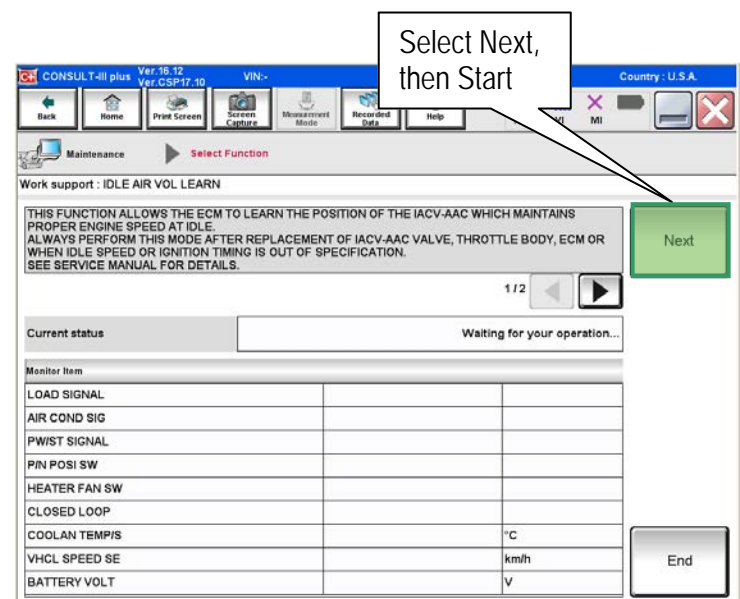 Select Next,
then Start
CONSULT-III plus Ver.16.12 Ver.CSP17.10 VIN:- Country : U.S.A.
Back Home Print Screen Screen Capture Measurement Mode Recorded Data Help VI MI
Maintenance Select Function
Work support : IDLE AIR VOL LEARN
THIS FUNCTION ALLOWS THE ECM TO LEARN THE POSITION OF THE IACV-AAC WHICH MAINTAINS
PROPER ENGINE SPEED AT IDLE.
ALWAYS PERFORM THIS MODE AFTER REPLACEMENT OF IACV-AAC VALVE, THROTTLE BODY, ECM OR
WHEN IDLE SPEED OR IGNITION TIMING IS OUT OF SPECIFICATION.
SEE SERVICE MANUAL FOR DETAILS.
Next
1/2
Current status Waiting for your operation...
Monitor Item
LOAD SIGNAL
AIR COND SIG
PW/ST SIGNAL
P/N POSI SW
HEATER FAN SW
CLOSED LOOP
COOLAN TEMP/S °C
VHCL SPEED SE km/h
BATTERY VOLT V
End